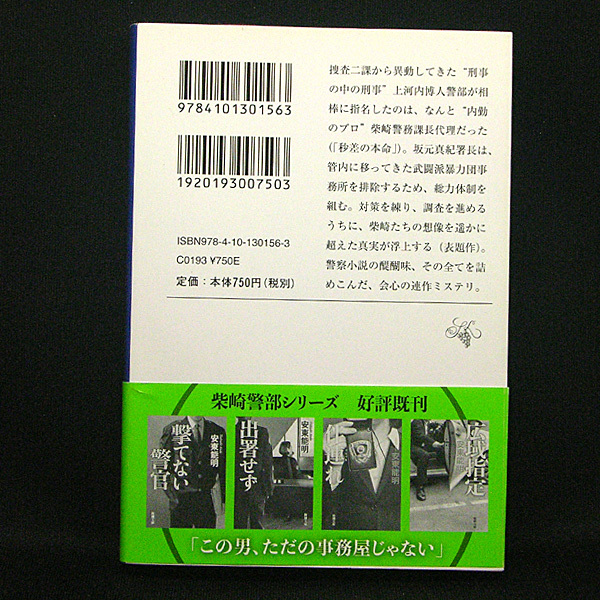 9784101301563
1920193007503
ISBN978-4-10-130156-3
C0193 ¥750E
定価：本体750円（税別）
捜査二課から異動してきた“刑事
の中の刑事”上河内博人警部が相
棒に指名したのは、なんと“内勤
のプロ”柴崎警務課長代理だった
（「秒差の本命」）。坂元真紀署長は、
管内に移ってきた武闘派暴力団事
務所を排除するため、総力体制を
組む。対策を練り、調査を進める
うちに、柴崎たちの想像を遥かに
超えた真実が浮上する（表題作）。
警察小説の醍醐味、その全てを詰
めこんだ、会心の連作ミステリ。
柴崎警部シリーズ　好評既刊
撃てない
警官
安東能明
出署せず
安東能明
安東能明
広域指定
「この男、ただの事務屋じゃない」